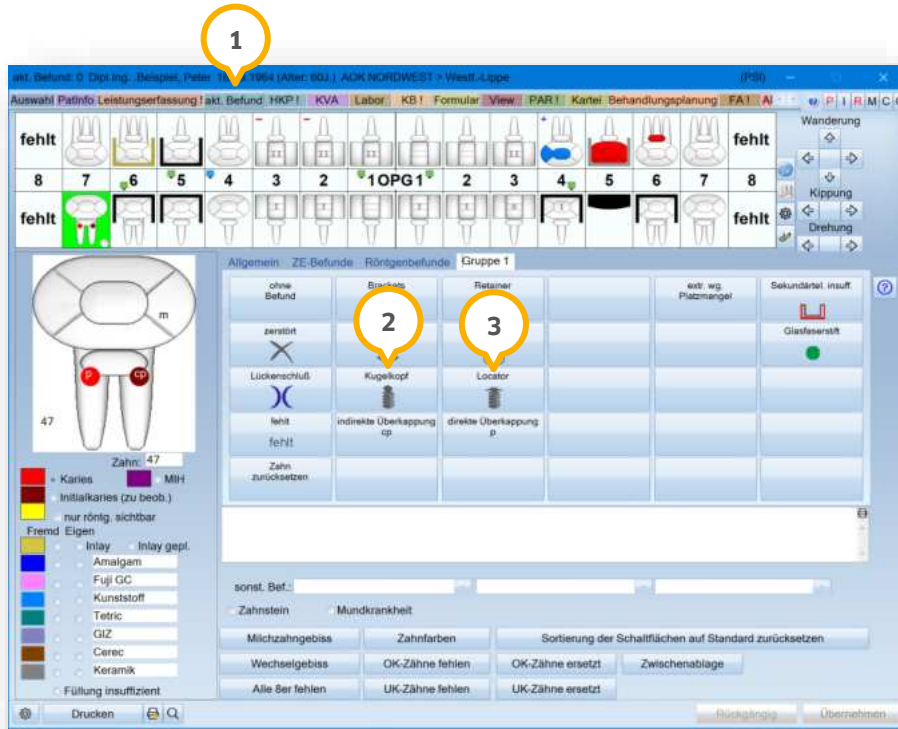 1
akt. Befund: 0 Dipl.Ing. .Beispiel, Peter 1964 (Alter: 60J.) AOK NORDWEST > Westf.-Lippe (PSI)
Auswahl Patinfo Leistungserfassung ! akt. Befund HKP ! KVA Labor KB ! Formular View PAR ! Kartei Behandlungsplanung FA ! P I R M C
Wanderung
fehlt II II II fehlt
8 7 6 5 4 3 2 1 OPG 1 2 3 4 5 6 7 8
Kippung
fehlt I I I I I fehlt
Drehung
Allgemein ZE-Befunde Röntgenbefunde Gruppe 1
ohne Befund Brackets Retainer extr. wg. Platzmangel Sekundärtel. insuff.
m
2 3
zerstört Glasfaserstift
p cp
Lückenschluß Kugelkopf Locator
47
fehlt indirekte Überkappung cp direkte Überkappung p
fehlt
Zahn: 47
Zahn zurücksetzen
Karies MIH
Initialkaries (zu beob.)
nur röntg. sichtbar
Fremd Eigen
Inlay Inlay gepl.
Amalgam
Fuji GC
sonst. Bef.:
Kunststoff
Zahnstein Mundkrankheit
Tetric
GIZ
Milchzahngebiss Zahnfarben Sortierung der Schaltflächen auf Standard zurücksetzen
Cerec
Wechselgebiss OK-Zähne fehlen OK-Zähne ersetzt Zwischenablage
Keramik
Füllung insuffizient
Alle 8er fehlen UK-Zähne fehlen UK-Zähne ersetzt
Drucken Rückgängig Übernehmen